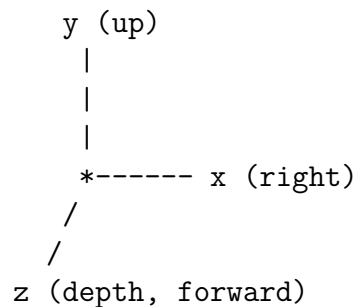 y (up)
x (right)
z (depth, forward)